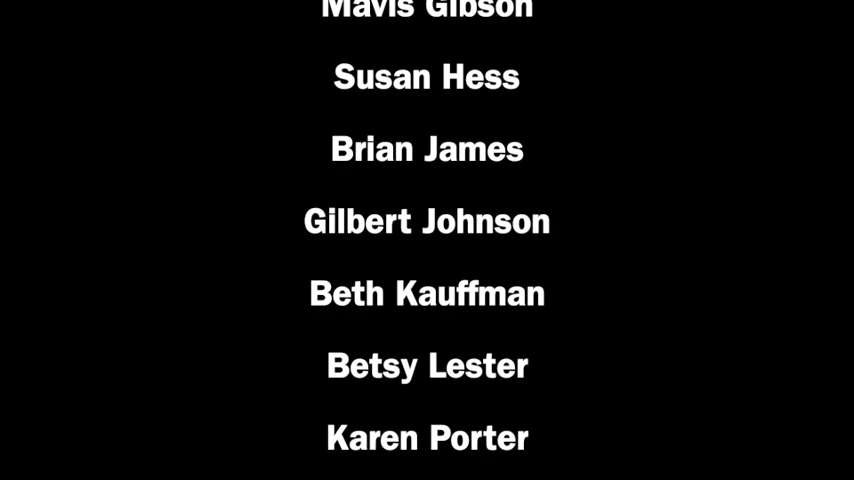 Mavis Gibson
Susan Hess
Brian James
Gilbert Johnson
Beth Kauffman
Betsy Lester
Karen Porter